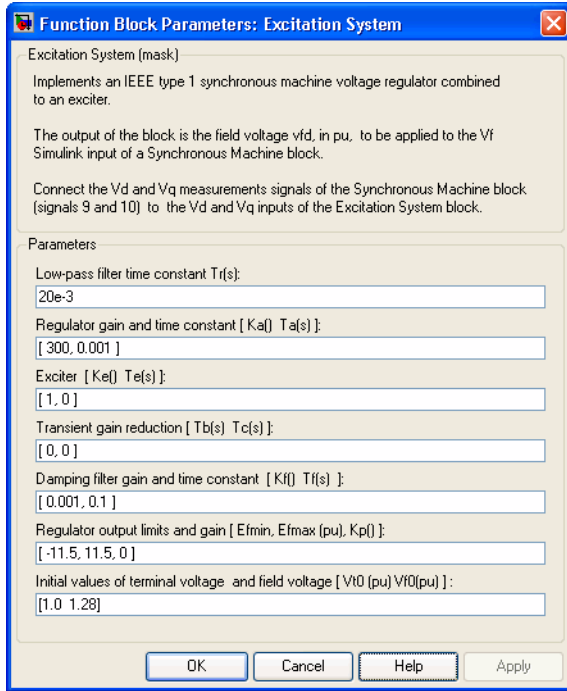 Function Block Parameters: Excitation System
Excitation System (mask)
Implements an IEEE type 1 synchronous machine voltage regulator combined
to an exciter.
The output of the block is the field voltage vfd, in pu, to be applied to the Vf
Simulink input of a Synchronous Machine block.
Connect the Vd and Vq measurements signals of the Synchronous Machine block
(signals 9 and 10) to the Vd and Vq inputs of the Excitation System block.
Parameters
Low-pass filter time constant Tr(s):
20e-3
Regulator gain and time constant [ Ka() Ta(s) ]:
[ 300, 0.001 ]
Exciter [ Ke() Te(s) ]:
[ 1, 0 ]
Transient gain reduction [ Tb(s) Tc(s) ]:
[ 0, 0 ]
Damping filter gain and time constant [ Kf() Tf(s) ]:
[ 0.001, 0.1 ]
Regulator output limits and gain [ Efmin, Efmax (pu), Kp() ]:
[ -11.5, 11.5, 0 ]
Initial values of terminal voltage and field voltage [ Vt0 (pu) Vf0(pu) ] :
[1.0 1.28]
OK Cancel Help Apply